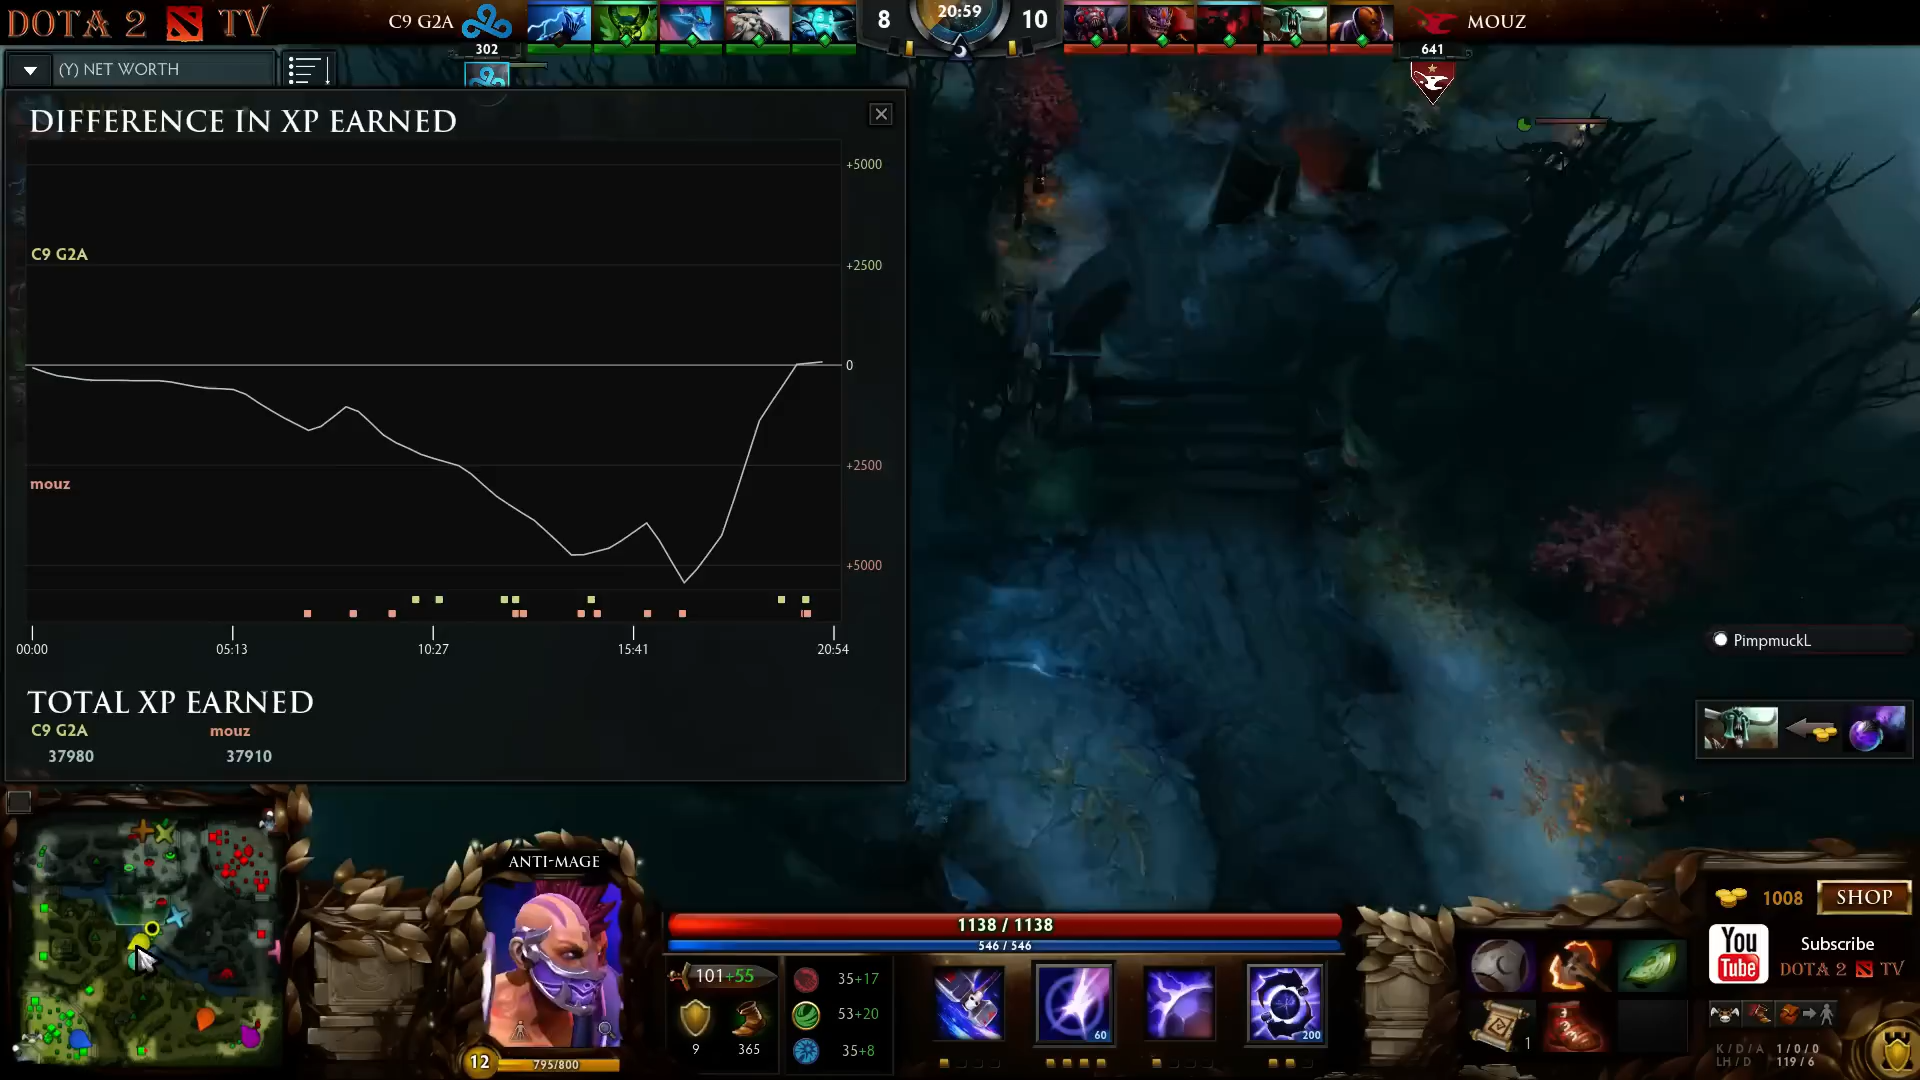 DOTA 2 TV
C9 G2A
8
20:59
10
MOUZ
302
641
(Y) NET WORTH
DIFFERENCE IN XP EARNED
+5000
C9 G2A
+2500
0
+2500
mouz
+5000
00:00 05:13 10:27 15:41 20:54
PimpmuckL
TOTAL XP EARNED
C9 G2A mouz
37980 37910
ANTI-MAGE
1138 / 1138
546 / 546
101+55
35+17
53+20
9 365
35+8
60
200
12
795/800
1
1008
SHOP
You
Tube
Subscribe
DOTA 2 TV
K / D / A 1 / 0 / 0
LH / D 119 / 6